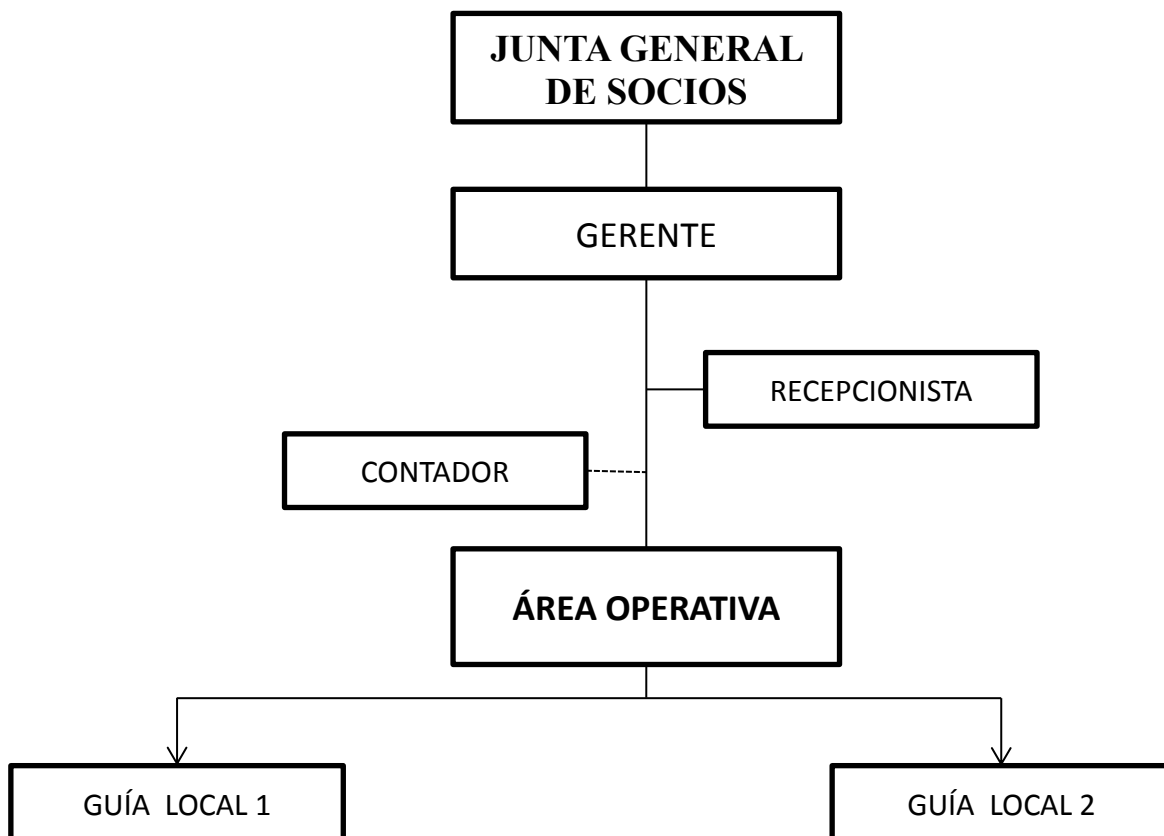 JUNTA GENERAL
DE SOCIOS
GERENTE
RECEPCIONISTA
CONTADOR
ÁREA OPERATIVA
GUÍA LOCAL 1
GUÍA LOCAL 2